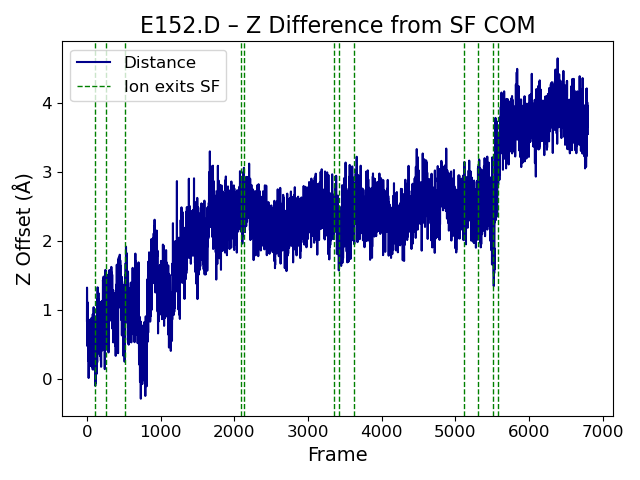 E152.D – Z Difference from SF COM
Distance
Ion exits SF
Z Offset (Å)
4
3
2
1
0
0 1000 2000 3000 4000 5000 6000 7000
Frame